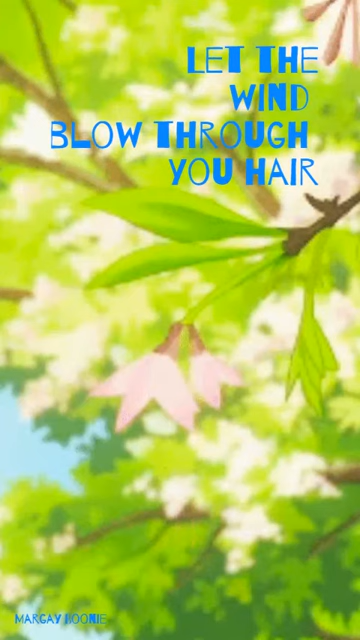 LET THE
WIND
BLOW THROUGH
YOU HAIR
MARGAY ROONIE